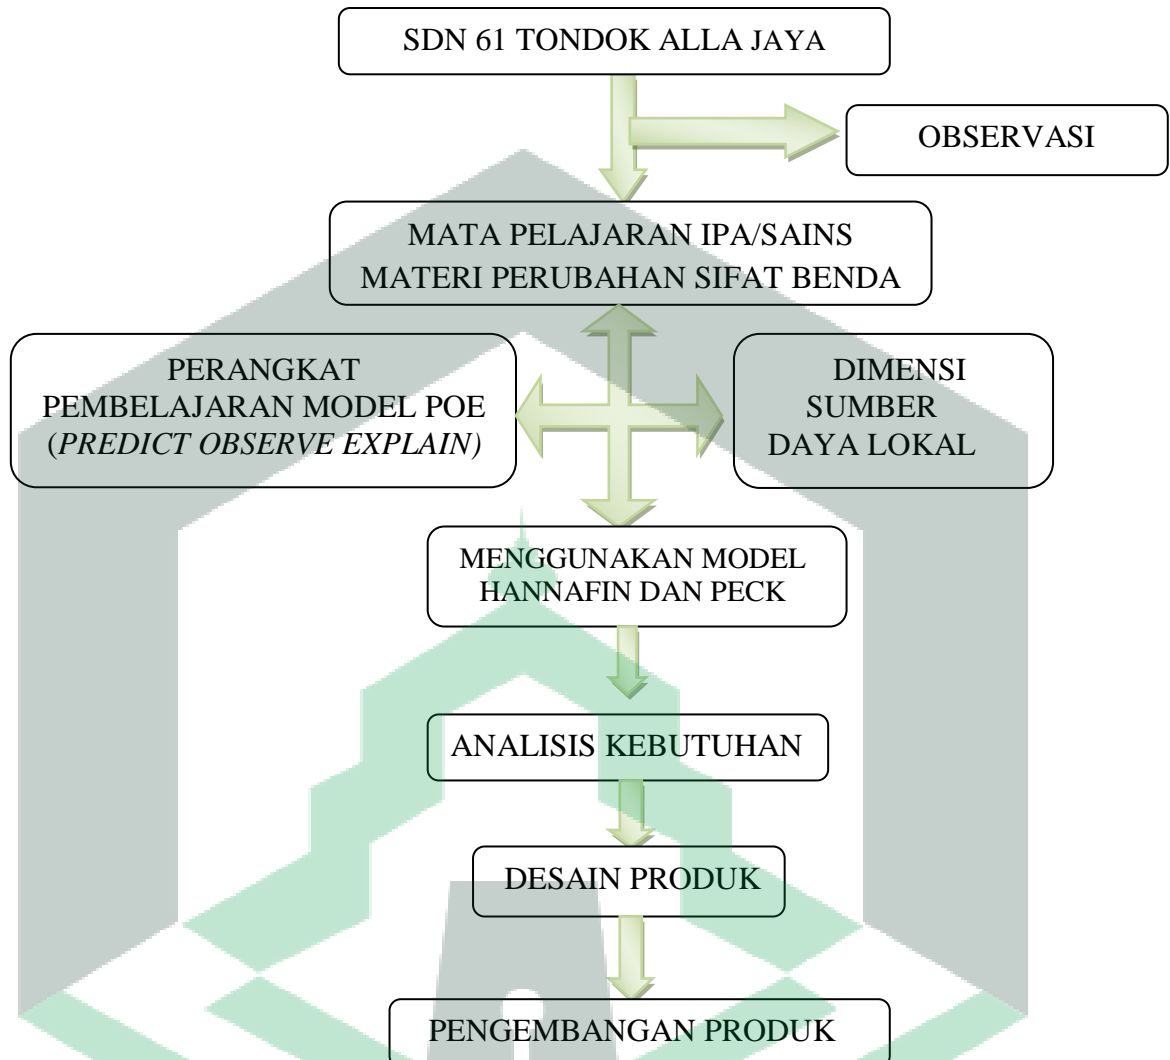 SDN 61 TONDOK ALLA JAYA
OBSERVASI
MATA PELAJARAN IPA/SAINS
MATERI PERUBAHAN SIFAT BENDA
PERANGKAT
PEMBELAJARAN MODEL POE
(PREDICT OBSERVE EXPLAIN)
DIMENSI
SUMBER
DAYA LOKAL
MENGGUNAKAN MODEL
HANNAFIN DAN PECK
ANALISIS KEBUTUHAN
DESAIN PRODUK
PENGEMBANGAN PRODUK